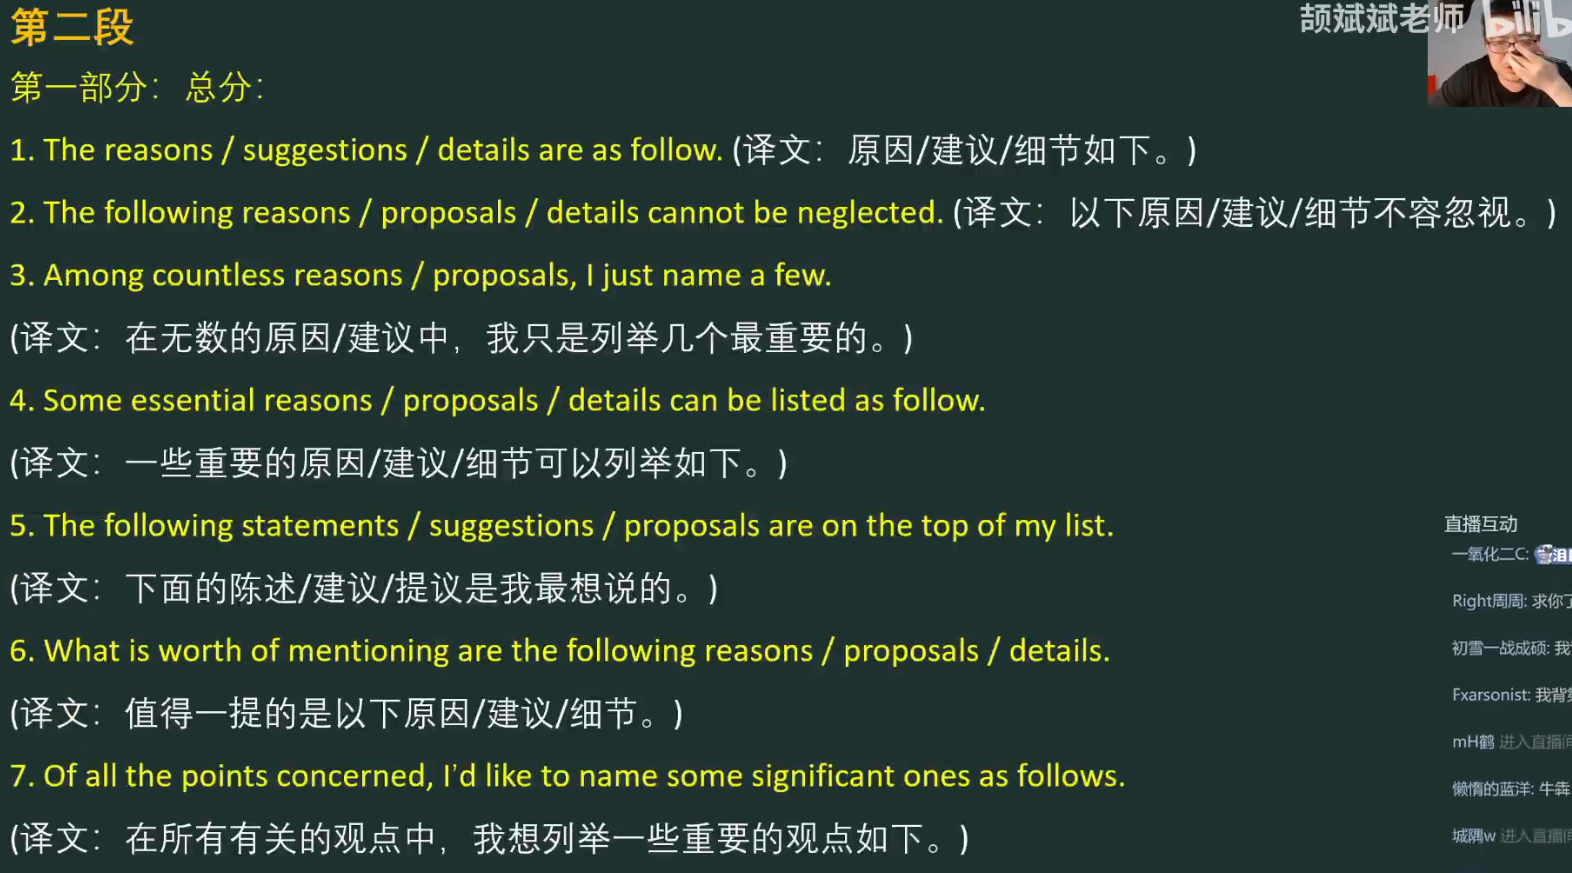 第二段
颉斌斌老师
bilib
第一部分：总分：
1. The reasons / suggestions / details are as follow. (译文：原因/建议/细节如下。)
2. The following reasons / proposals / details cannot be neglected. (译文：以下原因/建议/细节不容忽视。)
3. Among countless reasons / proposals, I just name a few.
(译文：在无数的原因/建议中，我只是列举几个最重要的。)
4. Some essential reasons / proposals / details can be listed as follow.
(译文：一些重要的原因/建议/细节可以列举如下。)
5. The following statements / suggestions / proposals are on the top of my list.
(译文：下面的陈述/建议/提议是我最想说的。)
6. What is worth of mentioning are the following reasons / proposals / details.
(译文：值得一提的是以下原因/建议/细节。)
7. Of all the points concerned, I’d like to name some significant ones as follows.
(译文：在所有有关的观点中，我想列举一些重要的观点如下。)
直播互动
一氧化二C:
Right周周: 求你了
初雪一战成硕: 我
Fxarsonist: 我背
mH鹤 进入直播间
懒惰的蓝洋: 牛犇
城隅w 进入直播间